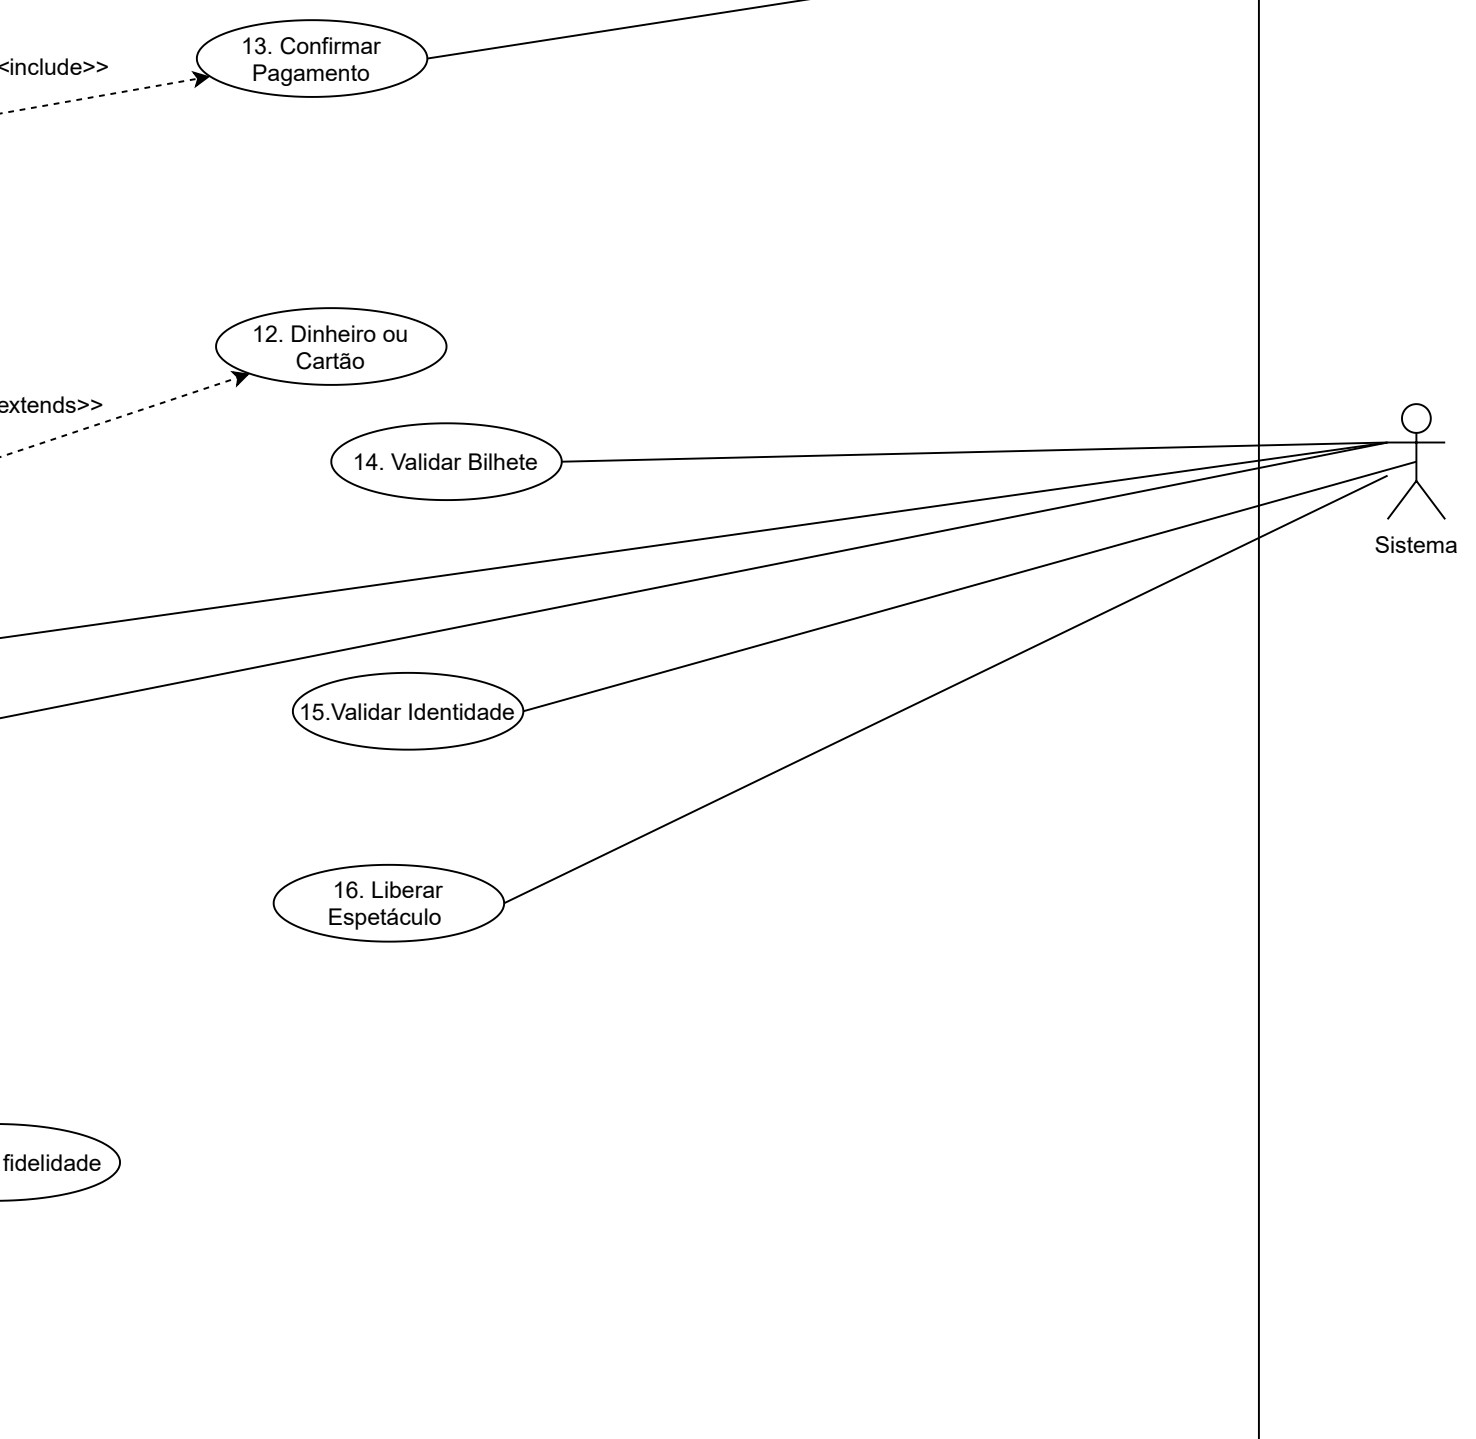 13. Confirmar
Pagamento
<include>>
12. Dinheiro ou
Cartão
extends>>
14. Validar Bilhete
Sistema
15.Validar Identidade
16. Liberar
Espetáculo
fidelidade